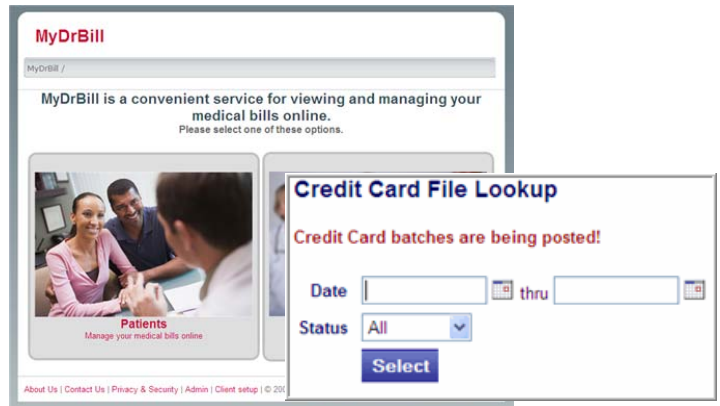 MyDrBill
MyDrBill /
MyDrBill is a convenient service for viewing and managing your
medical bills online.
Please select one of these options.
Patients
Manage your medical bills online
About Us | Contact Us | Privacy & Security | Admin | Client setup | © 200
Credit Card File Lookup
Credit Card batches are being posted!
Date thru
Status All
Select